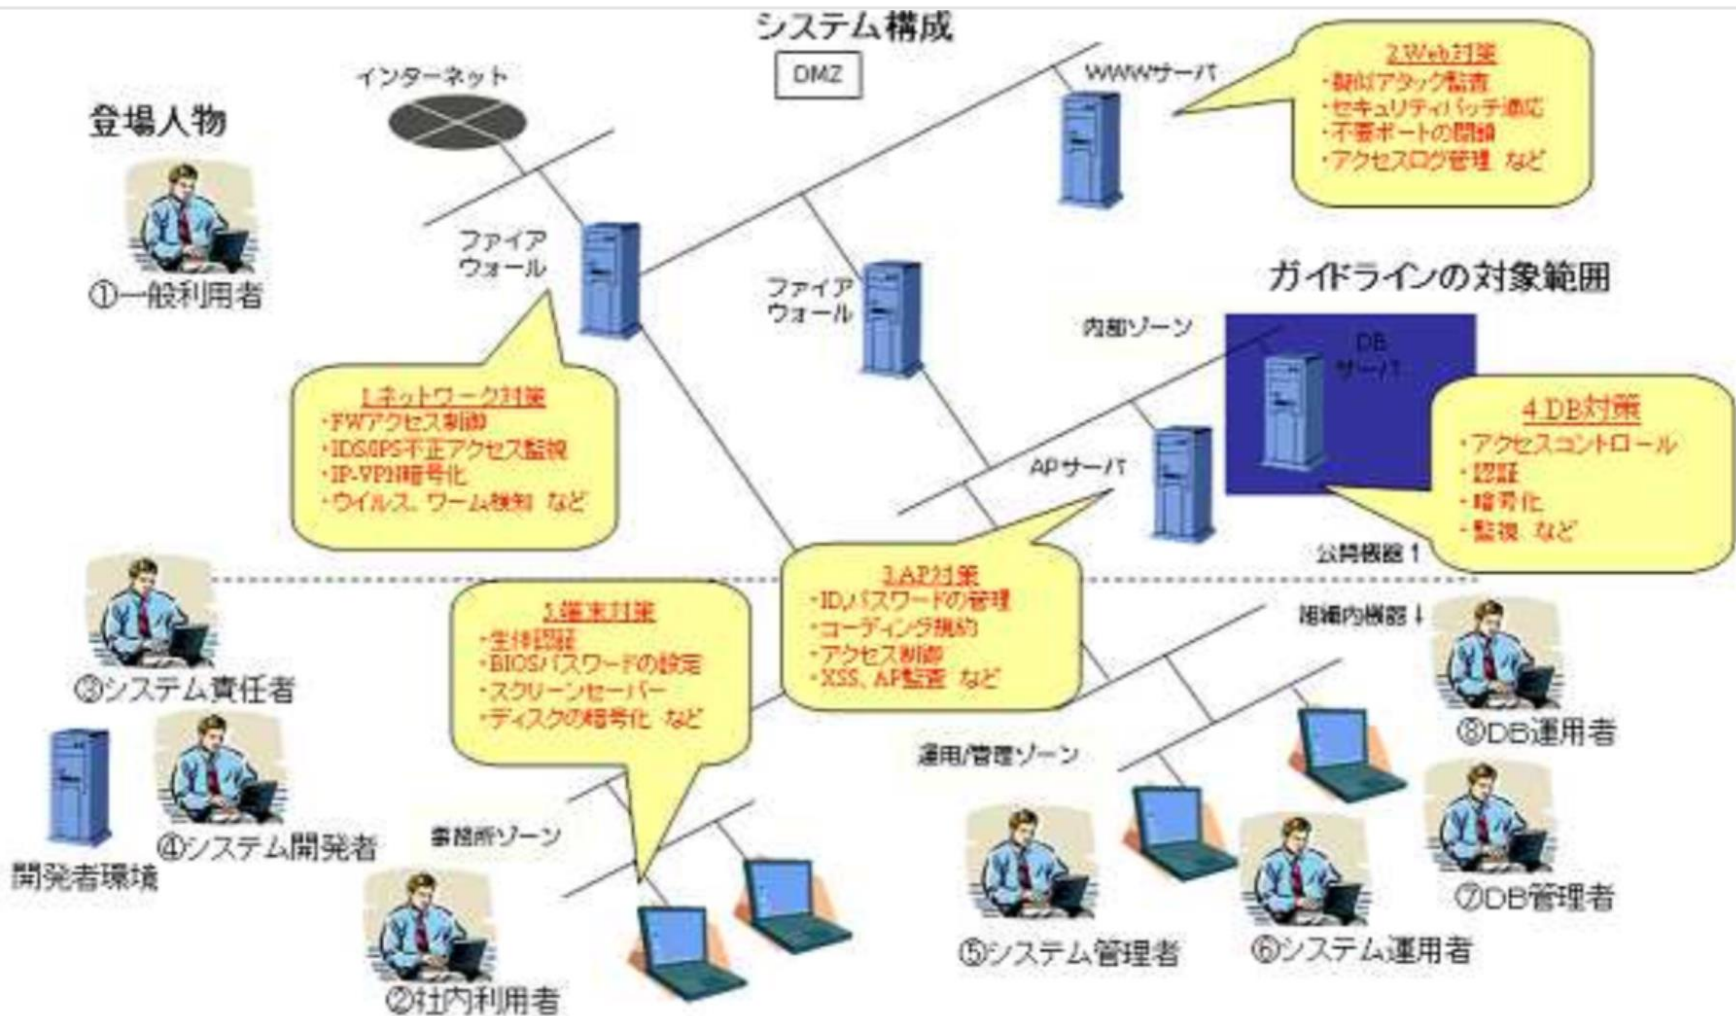 システム構成
DMZ
インターネット
WWWサーバ
2.Web対策
・擬似アタック監査
・セキュリティパッチ適応
・不要ポートの閉鎖
・アクセスログ管理 など
登場人物
①一般利用者
ファイア
ウォール
ファイア
ウォール
ガイドラインの対象範囲
内部ゾーン
DB
サーバ
1.ネットワーク対策
・FWアクセス制御
・IDS/IPS不正アクセス監視
・IP-VPN暗号化
・ウイルス、ワーム検知 など
APサーバ
4.DB対策
・アクセスコントロール
・認証
・暗号化
・監視 など
公開機器↑
組織内機器↓
3.AP対策
・ID,パスワードの管理
・コーディング規約
・アクセス制御
・XSS、AP監査 など
5.端末対策
・生体認証
・BIOSパスワードの設定
・スクリーンセーバー
・ディスクの暗号化 など
③システム責任者
④システム開発者
開発者環境
事務所ゾーン
②社内利用者
運用/管理ゾーン
⑧DB運用者
⑦DB管理者
⑤システム管理者
⑥システム運用者